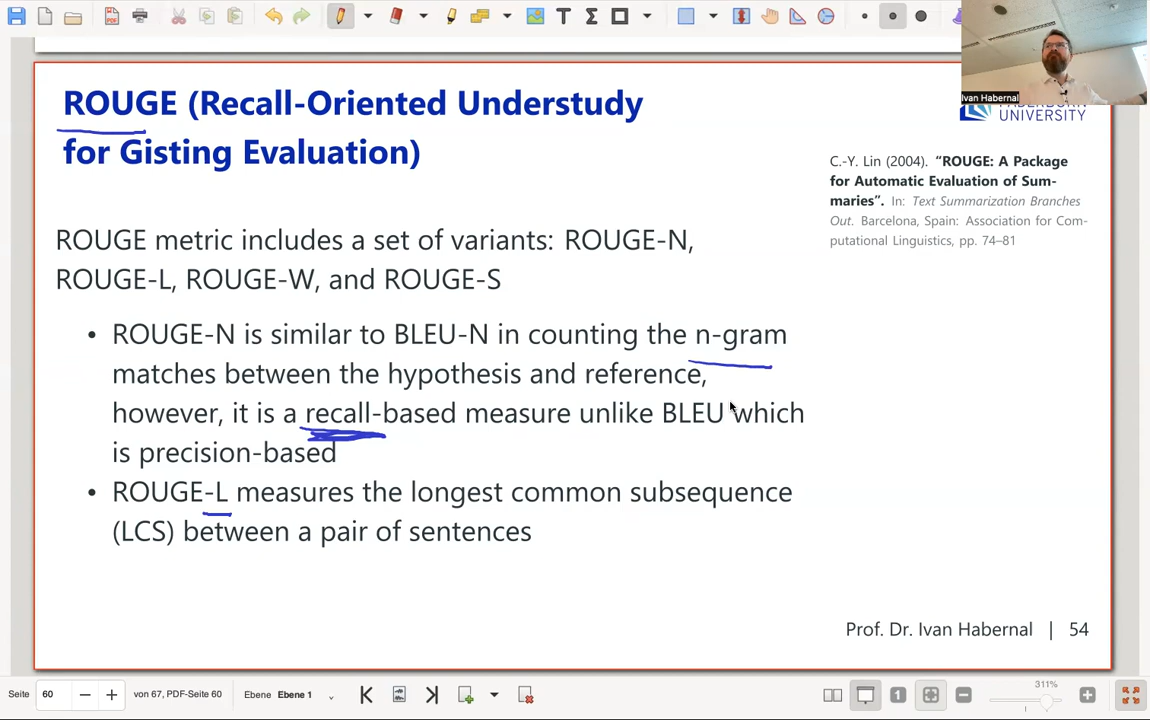 Ivan Habernal
UNIVERSITY
ROUGE (Recall-Oriented Understudy
for Gisting Evaluation)
C.-Y. Lin (2004). "ROUGE: A Package
for Automatic Evaluation of Sum-
maries". In: Text Summarization Branches
Out. Barcelona, Spain: Association for Com-
putational Linguistics, pp. 74–81
ROUGE metric includes a set of variants: ROUGE-N,
ROUGE-L, ROUGE-W, and ROUGE-S
• ROUGE-N is similar to BLEU-N in counting the n-gram
matches between the hypothesis and reference,
however, it is a recall-based measure unlike BLEU which
is precision-based
• ROUGE-L measures the longest common subsequence
(LCS) between a pair of sentences
Prof. Dr. Ivan Habernal | 54
Seite 60 von 67, PDF-Seite 60 Ebene Ebene 1 311%